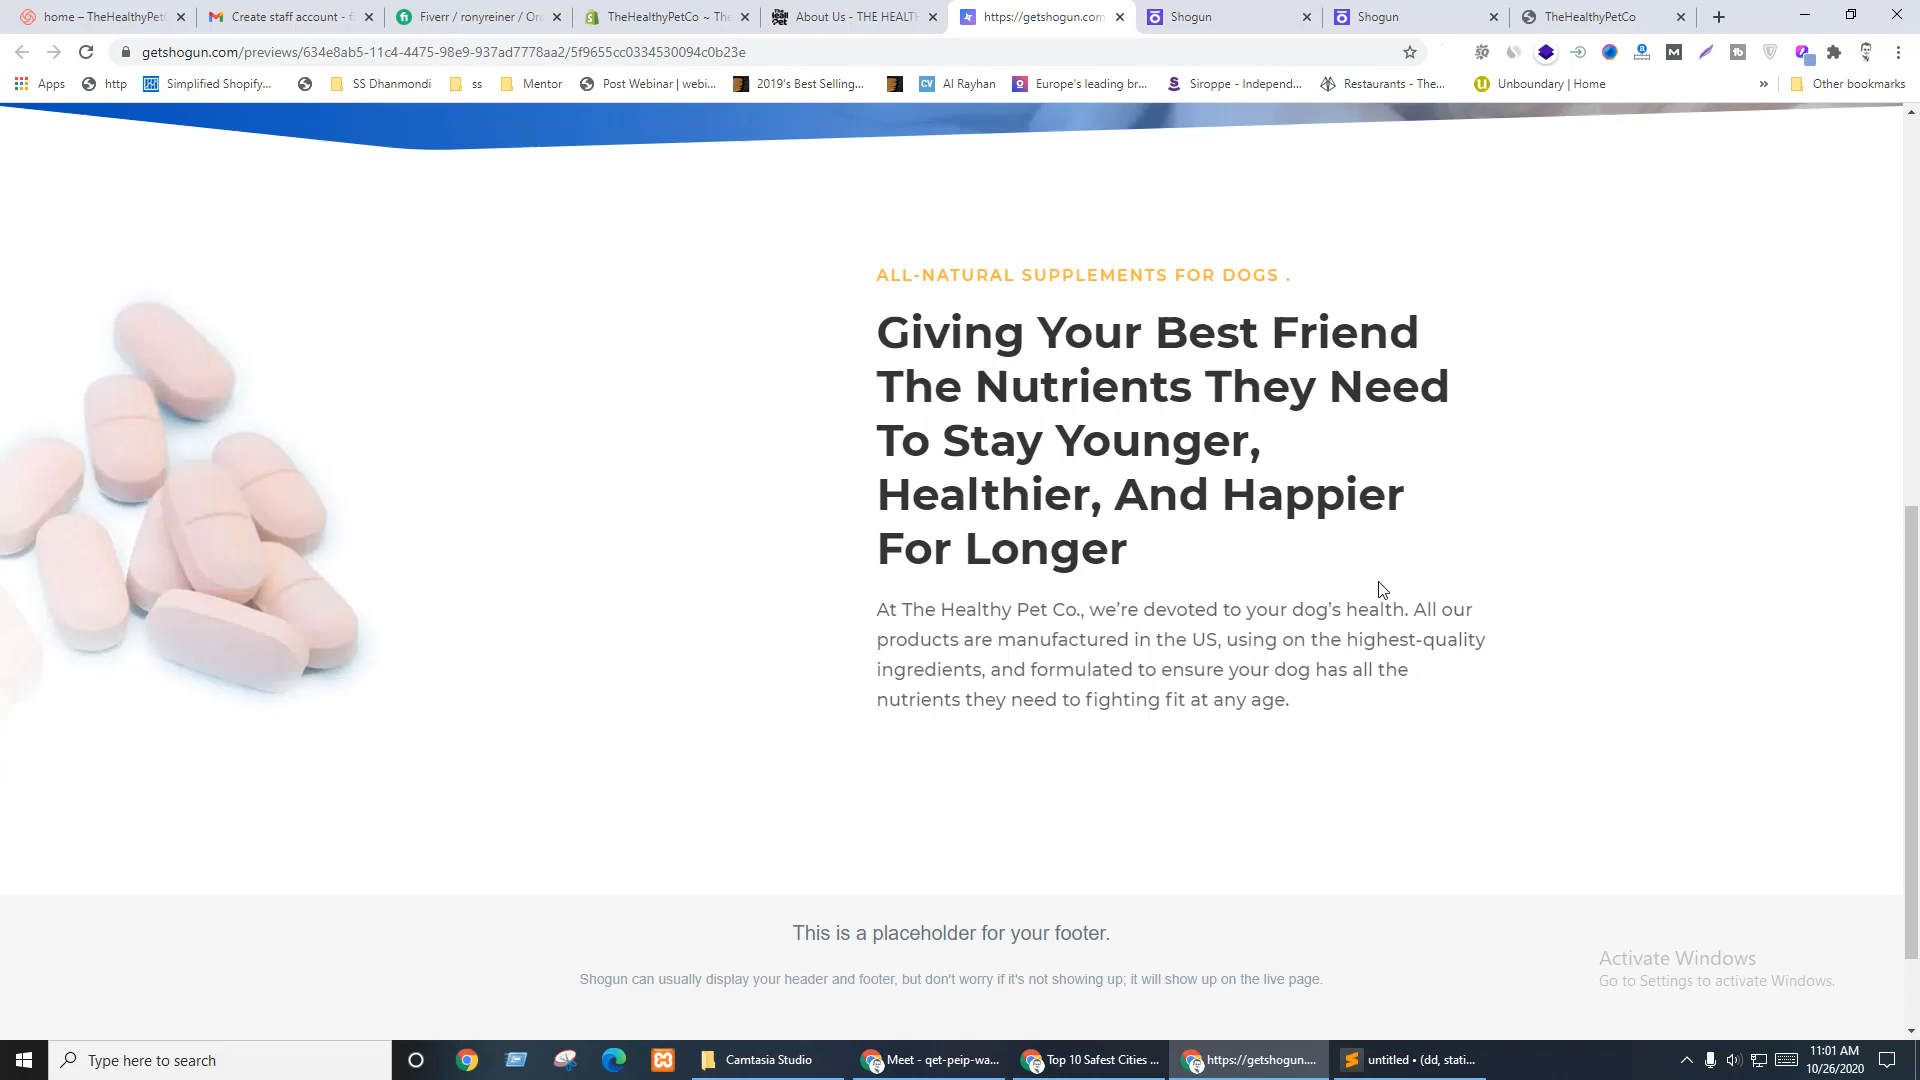 home – TheHealthyPet
Create staff account - f
Fiverr / ronyreiner / Or
TheHealthyPetCo ~ The
About Us - THE HEALTH
https://getshogun.com
Shogun
Shogun
TheHealthyPetCo
getshogun.com/previews/634e8ab5-11c4-4475-98e9-937ad7778aa2/5f9655cc0334530094c0b23e
Apps
http
Simplified Shopify...
SS Dhanmondi
ss
Mentor
Post Webinar | webi...
2019's Best Selling...
CV
Al Rayhan
Europe's leading br...
Siroppe - Independ...
Restaurants - The...
Unboundary | Home
»
Other bookmarks
ALL-NATURAL SUPPLEMENTS FOR DOGS .
Giving Your Best Friend
The Nutrients They Need
To Stay Younger,
Healthier, And Happier
For Longer
At The Healthy Pet Co., we’re devoted to your dog’s health. All our
products are manufactured in the US, using on the highest-quality
ingredients, and formulated to ensure your dog has all the
nutrients they need to fighting fit at any age.
This is a placeholder for your footer.
Shogun can usually display your header and footer, but don't worry if it's not showing up; it will show up on the live page.
Activate Windows
Go to Settings to activate Windows.
Type here to search
Camtasia Studio
Meet - qet-peip-wa...
Top 10 Safest Cities ...
https://getshogun....
untitled • (dd, stati...
11:01 AM
10/26/2020